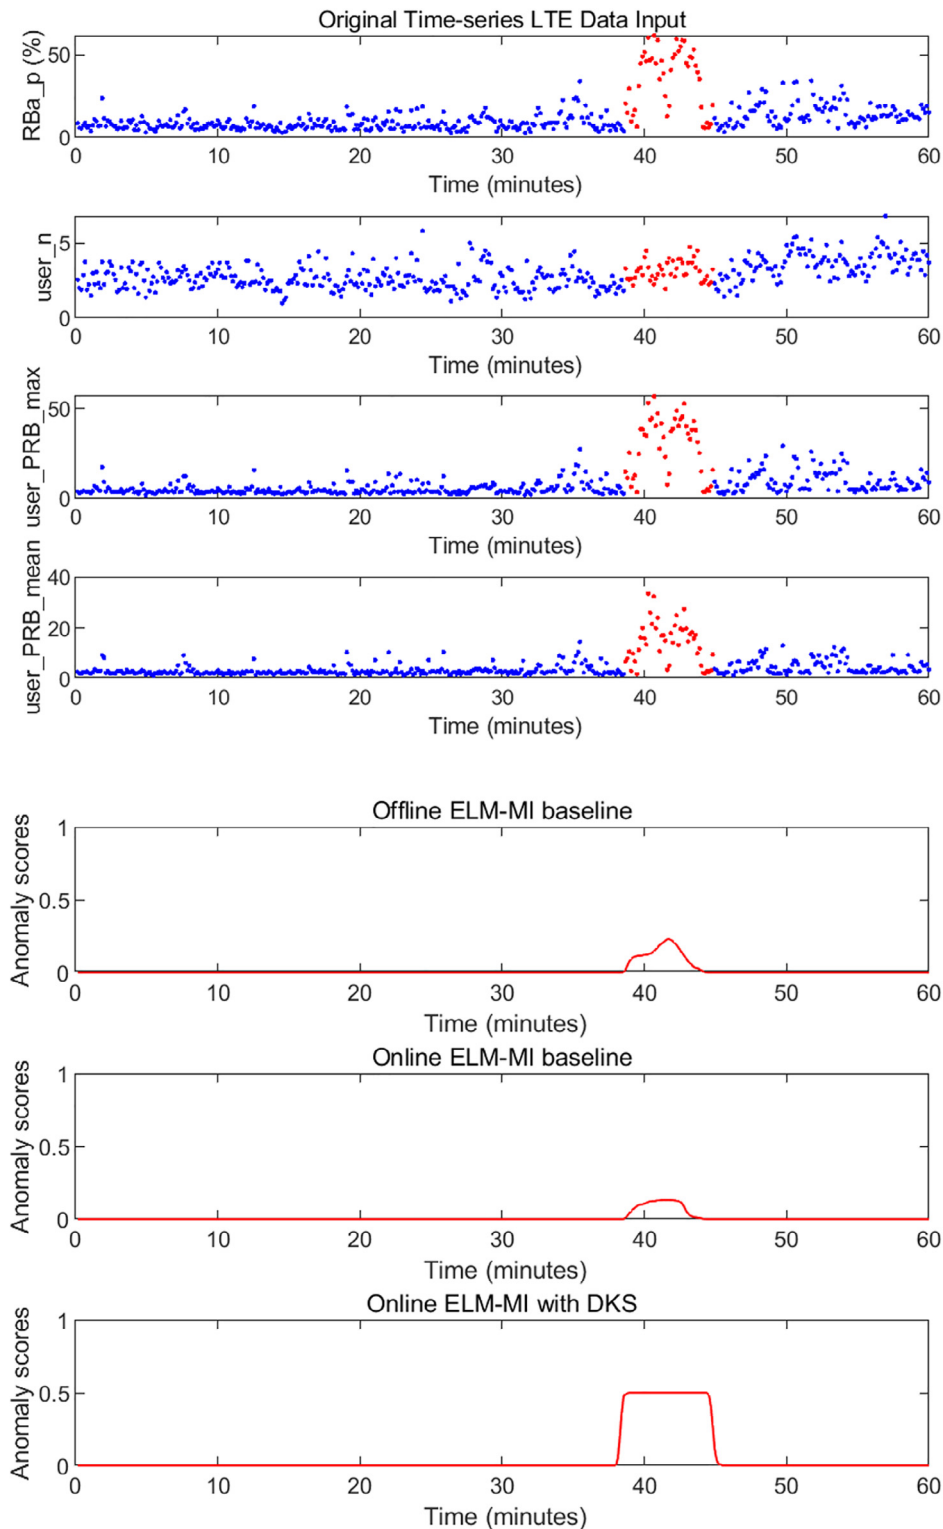 Original Time-series LTE Data Input
RBa_p (%)
50
0
0 10 20 30 40 50 60
Time (minutes)
user_n
5
0
0 10 20 30 40 50 60
Time (minutes)
user_PRB_max
50
0
0 10 20 30 40 50 60
Time (minutes)
user_PRB_mean
40
20
0
0 10 20 30 40 50 60
Time (minutes)
Offline ELM-MI baseline
Anomaly scores
1
0.5
0
0 10 20 30 40 50 60
Time (minutes)
Online ELM-MI baseline
Anomaly scores
1
0.5
0
0 10 20 30 40 50 60
Time (minutes)
Online ELM-MI with DKS
Anomaly scores
1
0.5
0
0 10 20 30 40 50 60
Time (minutes)